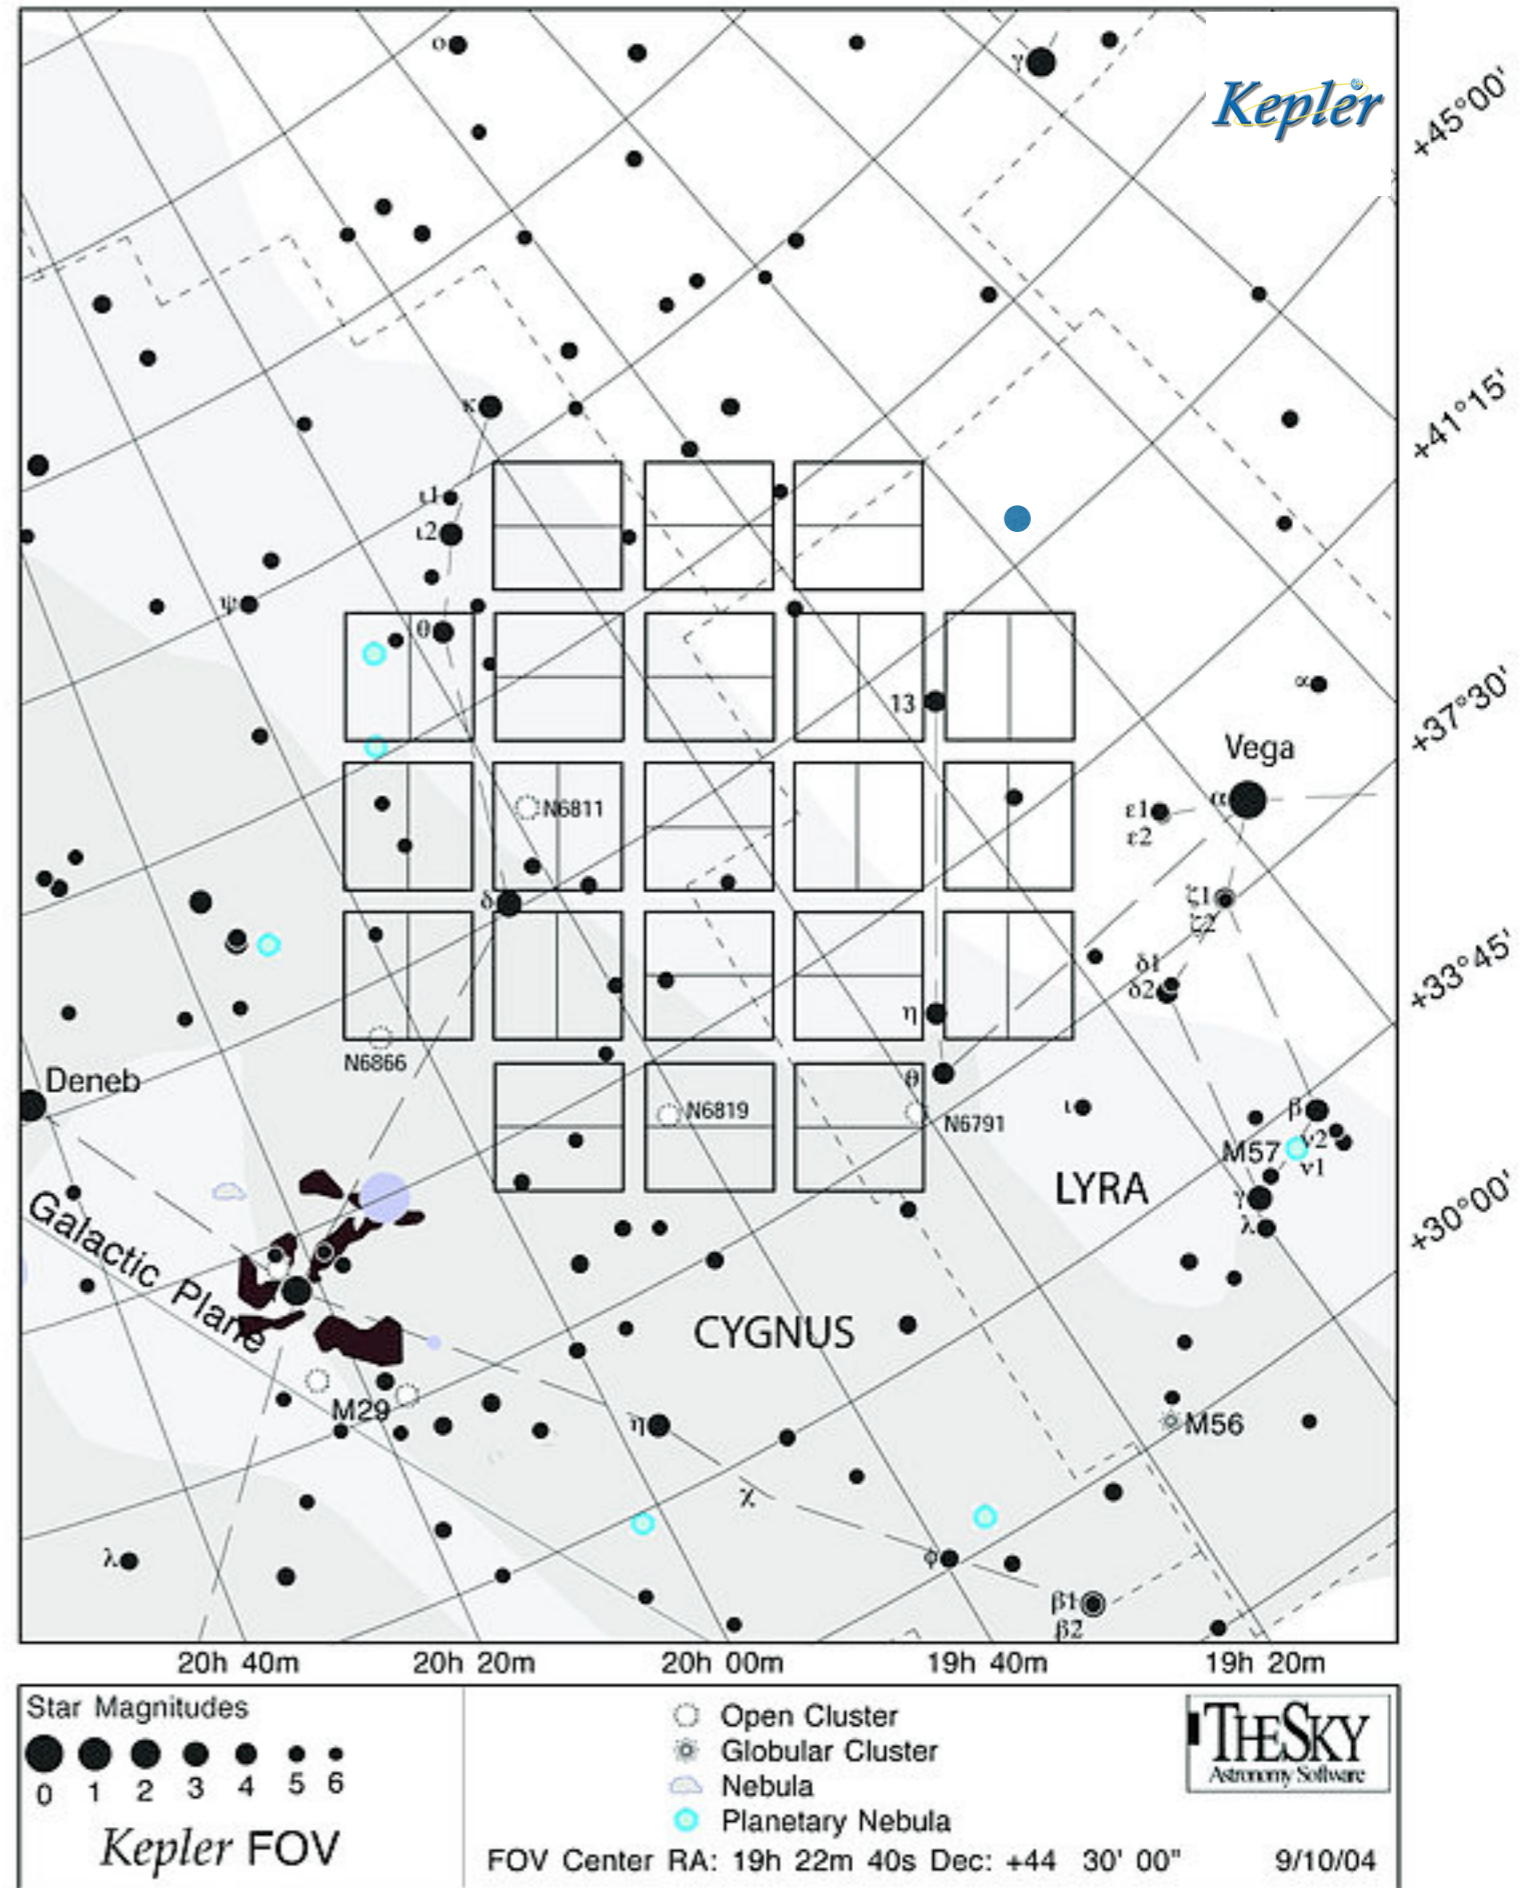 ο
γ
Kepler
+45°00'
+41°15'
κ
ι1
ι2
ψ
θ
13
α
+37°30'
Vega
α
ε1
ε2
N6811
δ
ζ1
ζ2
+33°45'
δ1
δ2
η
N6866
Deneb
θ
N6819
N6791
ι
β
ν2
ν1
M57
LYRA
γ
λ
+30°00'
Galactic Plane
CYGNUS
M29
η
M56
χ
λ
ϕ
β1
β2
20h 40m
20h 20m
20h 00m
19h 40m
19h 20m
Star Magnitudes
0 1 2 3 4 5 6
Kepler FOV
Open Cluster
Globular Cluster
Nebula
Planetary Nebula
FOV Center RA: 19h 22m 40s Dec: +44 30' 00"
9/10/04
THESKY
Astronomy Software